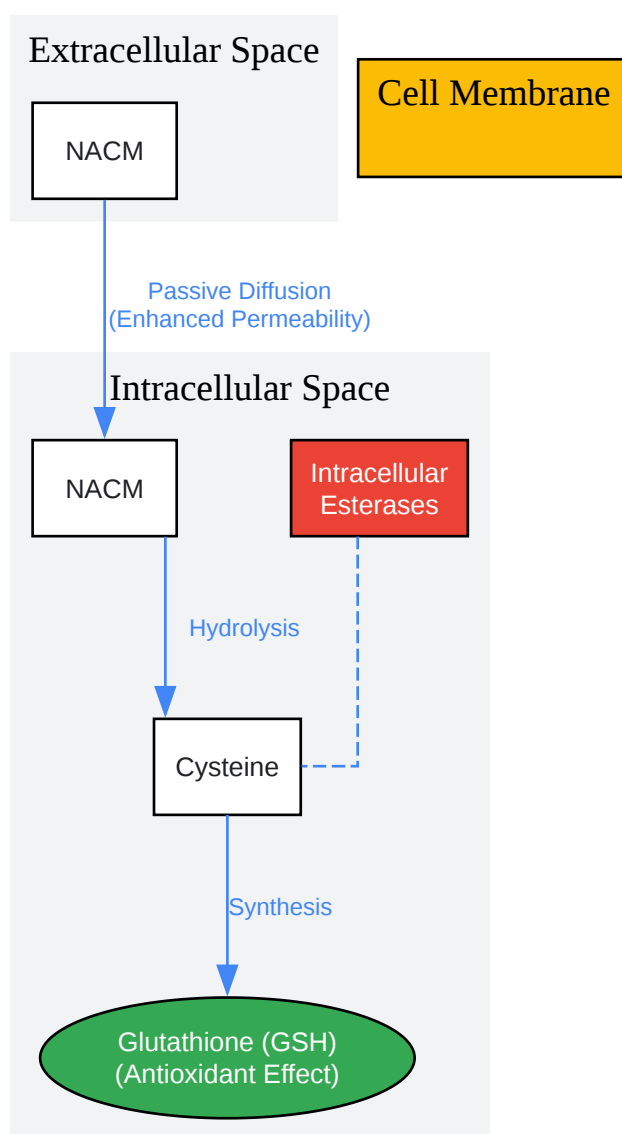 Extracellular Space
Cell Membrane
NACM
Passive Diffusion
(Enhanced Permeability)
Intracellular Space
NACM
Intracellular
Esterases
Hydrolysis
Cysteine
Synthesis
Glutathione (GSH)
(Antioxidant Effect)